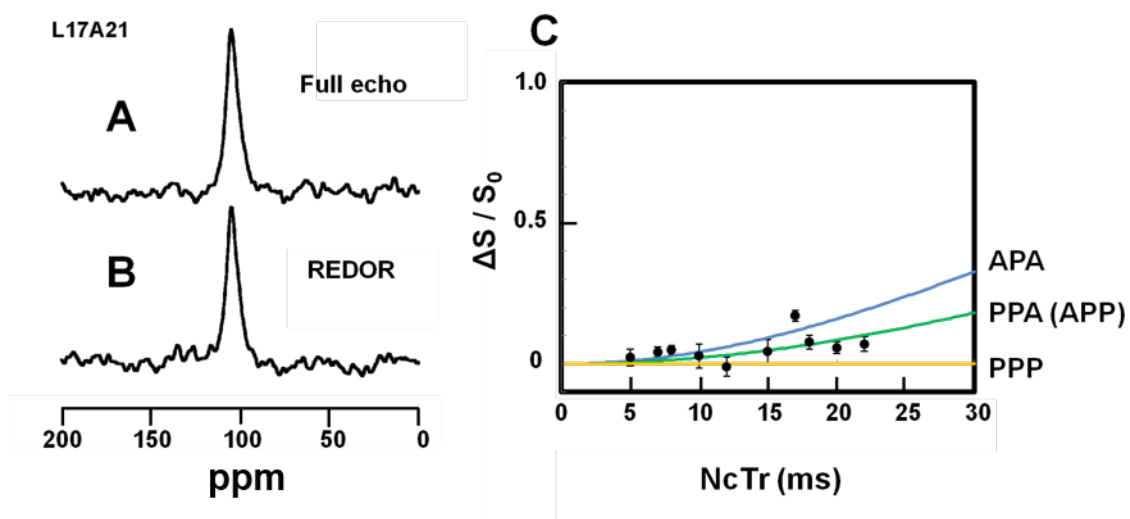 L17A21
A
Full echo
B
REDOR
200 150 100 50 0
ppm
C
ΔS / S₀
1.0
0.5
0
APA
PPA (APP)
PPP
0 5 10 15 20 25 30
NcTr (ms)